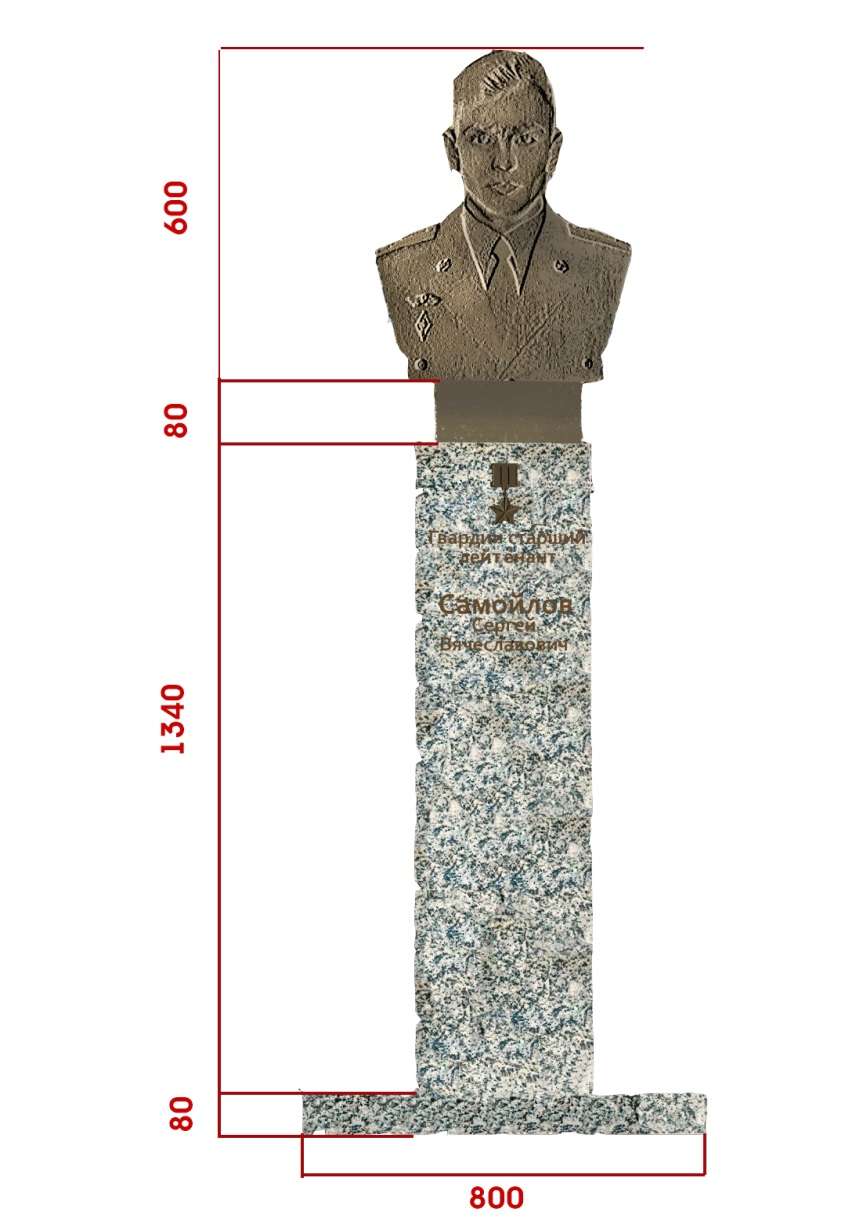 600
80
Гвардии старший
лейтенант
Самойлов
Сергей
Вячеславович
1340
80
800